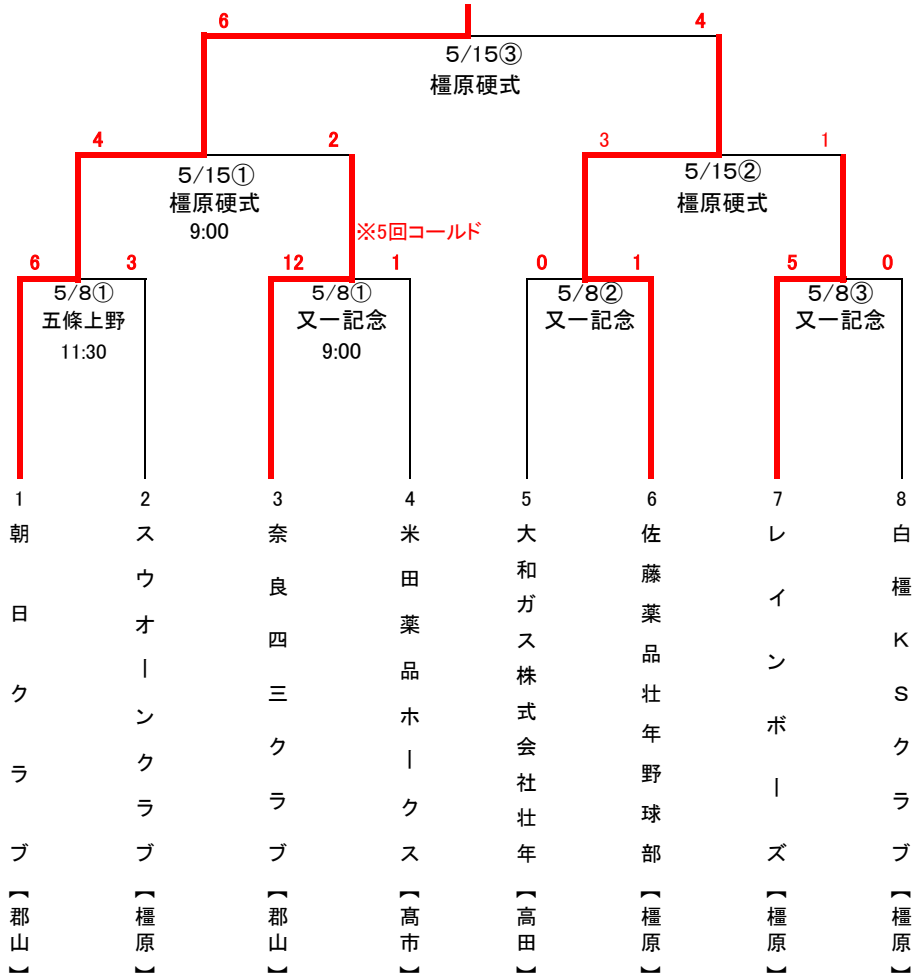 6 4
5/15③
橿原硬式
4 2 3 1
5/15① 5/15②
橿原硬式 橿原硬式
9:00
※5回コールド
6 3 12 1 0 1 5 0
5/8① 5/8① 5/8② 5/8③
五條上野 又一記念 又一記念 又一記念
11:30 9:00
1 2 3 4 5 6 7 8
朝日クラブ【郡山】
スウオーンクラブ【橿原】
奈良四三クラブ【郡山】
米田薬品ホークス【髙市】
大和ガス株式会社壮年【高田】
佐藤薬品壮年野球部【橿原】
レインボーズ【橿原】
白橿KSクラブ【橿原】